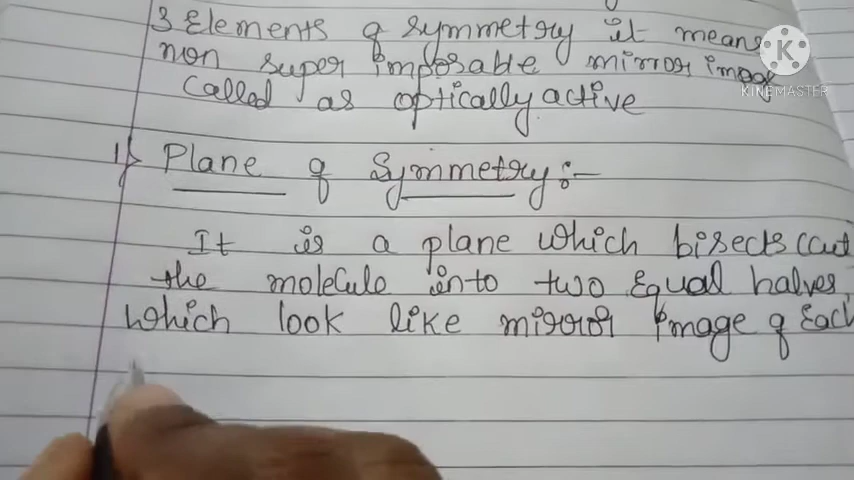 3 Elements of symmetry it means
non super imposable mirror image
called as optically active
K
KINEMASTER
1) Plane of Symmetry :-
It is a plane which bisects (cut
the molecule into two equal halves
which look like mirror image of Each